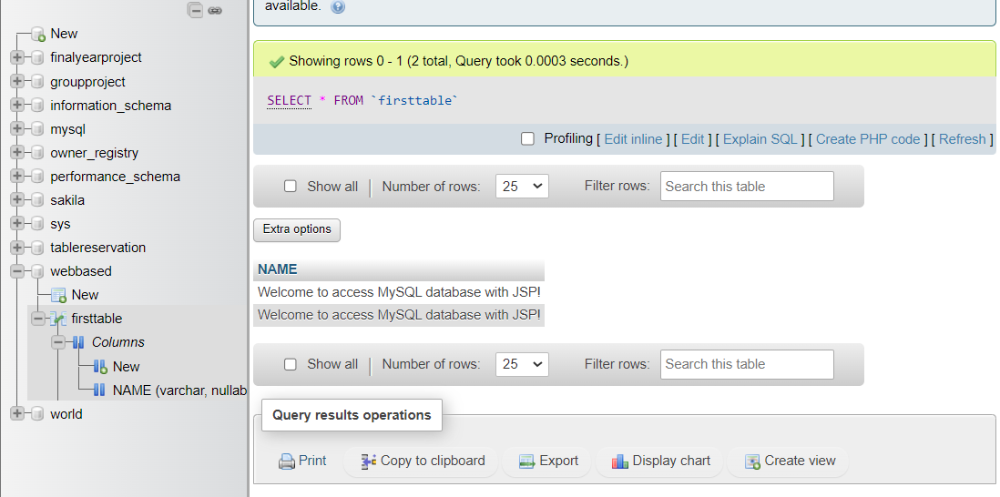 available.
New
finalyearproject
groupproject
information_schema
mysql
owner_registry
performance_schema
sakila
sys
tablereservation
webbased
New
firsttable
Columns
New
NAME (varchar, nullab
world
Showing rows 0 - 1 (2 total, Query took 0.0003 seconds.)
SELECT * FROM `firsttable`
Profiling [ Edit inline ] [ Edit ] [ Explain SQL ] [ Create PHP code ] [ Refresh ]
Show all | Number of rows: 25 Filter rows: Search this table
Extra options
NAME
Welcome to access MySQL database with JSP!
Welcome to access MySQL database with JSP!
Show all | Number of rows: 25 Filter rows: Search this table
Query results operations
Print Copy to clipboard Export Display chart Create view